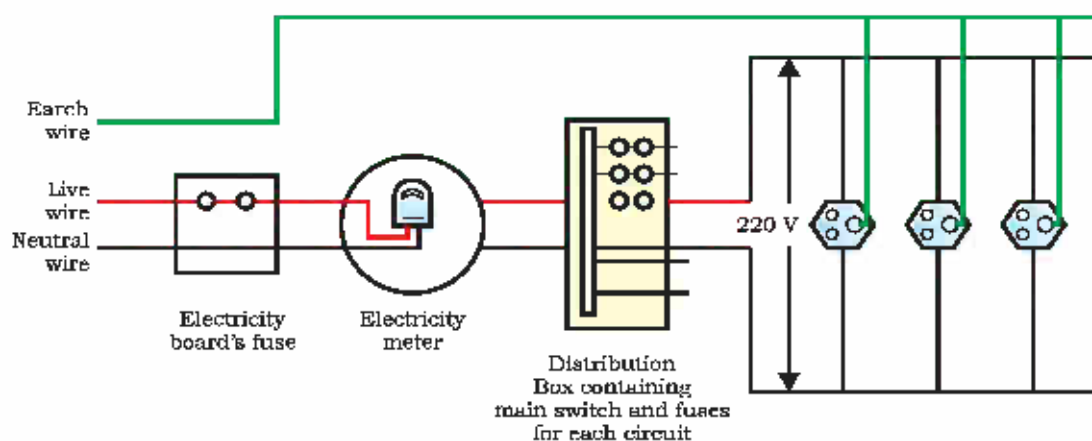 Earch
wire
Live
wire
Neutral
wire
220 V
Electricity
board's fuse
Electricity
meter
Distribution
Box containing
main switch and fuses
for each circuit